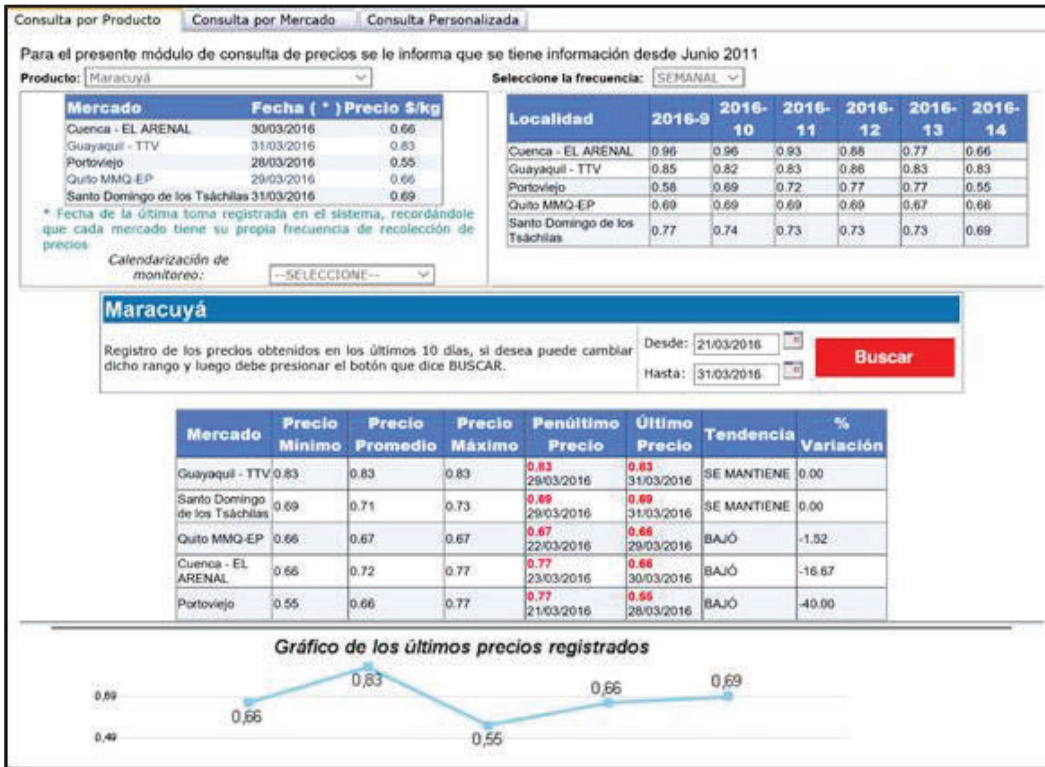 Consulta por Producto Consulta por Mercado Consulta Personalizada
Para el presente módulo de consulta de precios se le informa que se tiene información desde Junio 2011
Producto: Maracuyá
Seleccione la frecuencia: SEMANAL
Mercado Fecha ( * ) Precio $/kg
Cuenca - EL ARENAL 30/03/2016 0.66
Guayaquil - TTV 31/03/2016 0.83
Portoviejo 28/03/2016 0.55
Quito MMQ-EP 29/03/2016 0.66
Santo Domingo de los Tsáchilas 31/03/2016 0.69
* Fecha de la última toma registrada en el sistema, recordándole
que cada mercado tiene su propia frecuencia de recolección de
precios
Calendarización de
monitoreo: --SELECCIONE--
Localidad 2016-9 2016-10 2016-11 2016-12 2016-13 2016-14
Cuenca - EL ARENAL 0.96 0.96 0.93 0.88 0.77 0.66
Guayaquil - TTV 0.85 0.82 0.83 0.86 0.83 0.83
Portoviejo 0.58 0.69 0.72 0.77 0.77 0.55
Quito MMQ-EP 0.69 0.69 0.69 0.69 0.67 0.66
Santo Domingo de los
Tsáchilas 0.77 0.74 0.73 0.73 0.73 0.69
Maracuyá
Registro de los precios obtenidos en los últimos 10 días, si desea puede cambiar
dicho rango y luego debe presionar el botón que dice BUSCAR.
Desde: 21/03/2016
Hasta: 31/03/2016
Buscar
Mercado Precio Mínimo Precio Promedio Precio Máximo Penúltimo Precio Último Precio Tendencia % Variación
Guayaquil - TTV 0.83 0.83 0.83 0.83 29/03/2016 0.83 31/03/2016 SE MANTIENE 0.00
Santo Domingo
de los Tsáchilas 0.69 0.71 0.73 0.69 29/03/2016 0.69 31/03/2016 SE MANTIENE 0.00
Quito MMQ-EP 0.66 0.67 0.67 0.67 22/03/2016 0.66 29/03/2016 BAJÓ -1.52
Cuenca - EL
ARENAL 0.66 0.72 0.77 0.77 23/03/2016 0.66 30/03/2016 BAJÓ -16.67
Portoviejo 0.55 0.66 0.77 0.77 21/03/2016 0.55 28/03/2016 BAJÓ -40.00
Gráfico de los últimos precios registrados
0,69
0,49
0,66 0,83 0,55 0,66 0,69